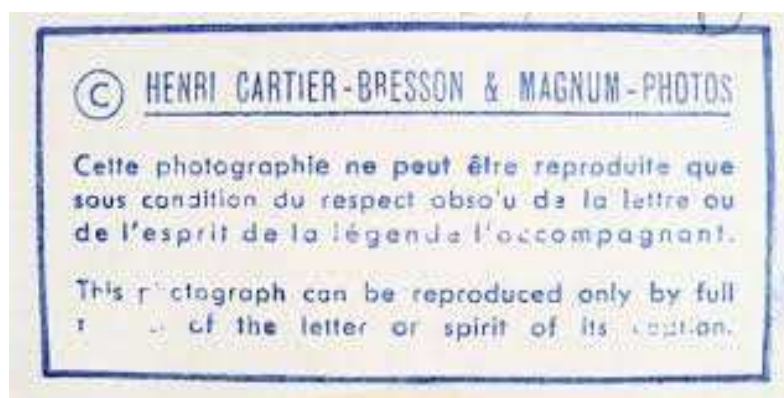 © HENRI CARTIER-BRESSON & MAGNUM-PHOTOS
Cette photographie ne peut être reproduite que
sous condition du respect absolu de la lettre ou
de l'esprit de la légende l'accompagnant.
This photograph can be reproduced only by full
of the letter or spirit of its caption.